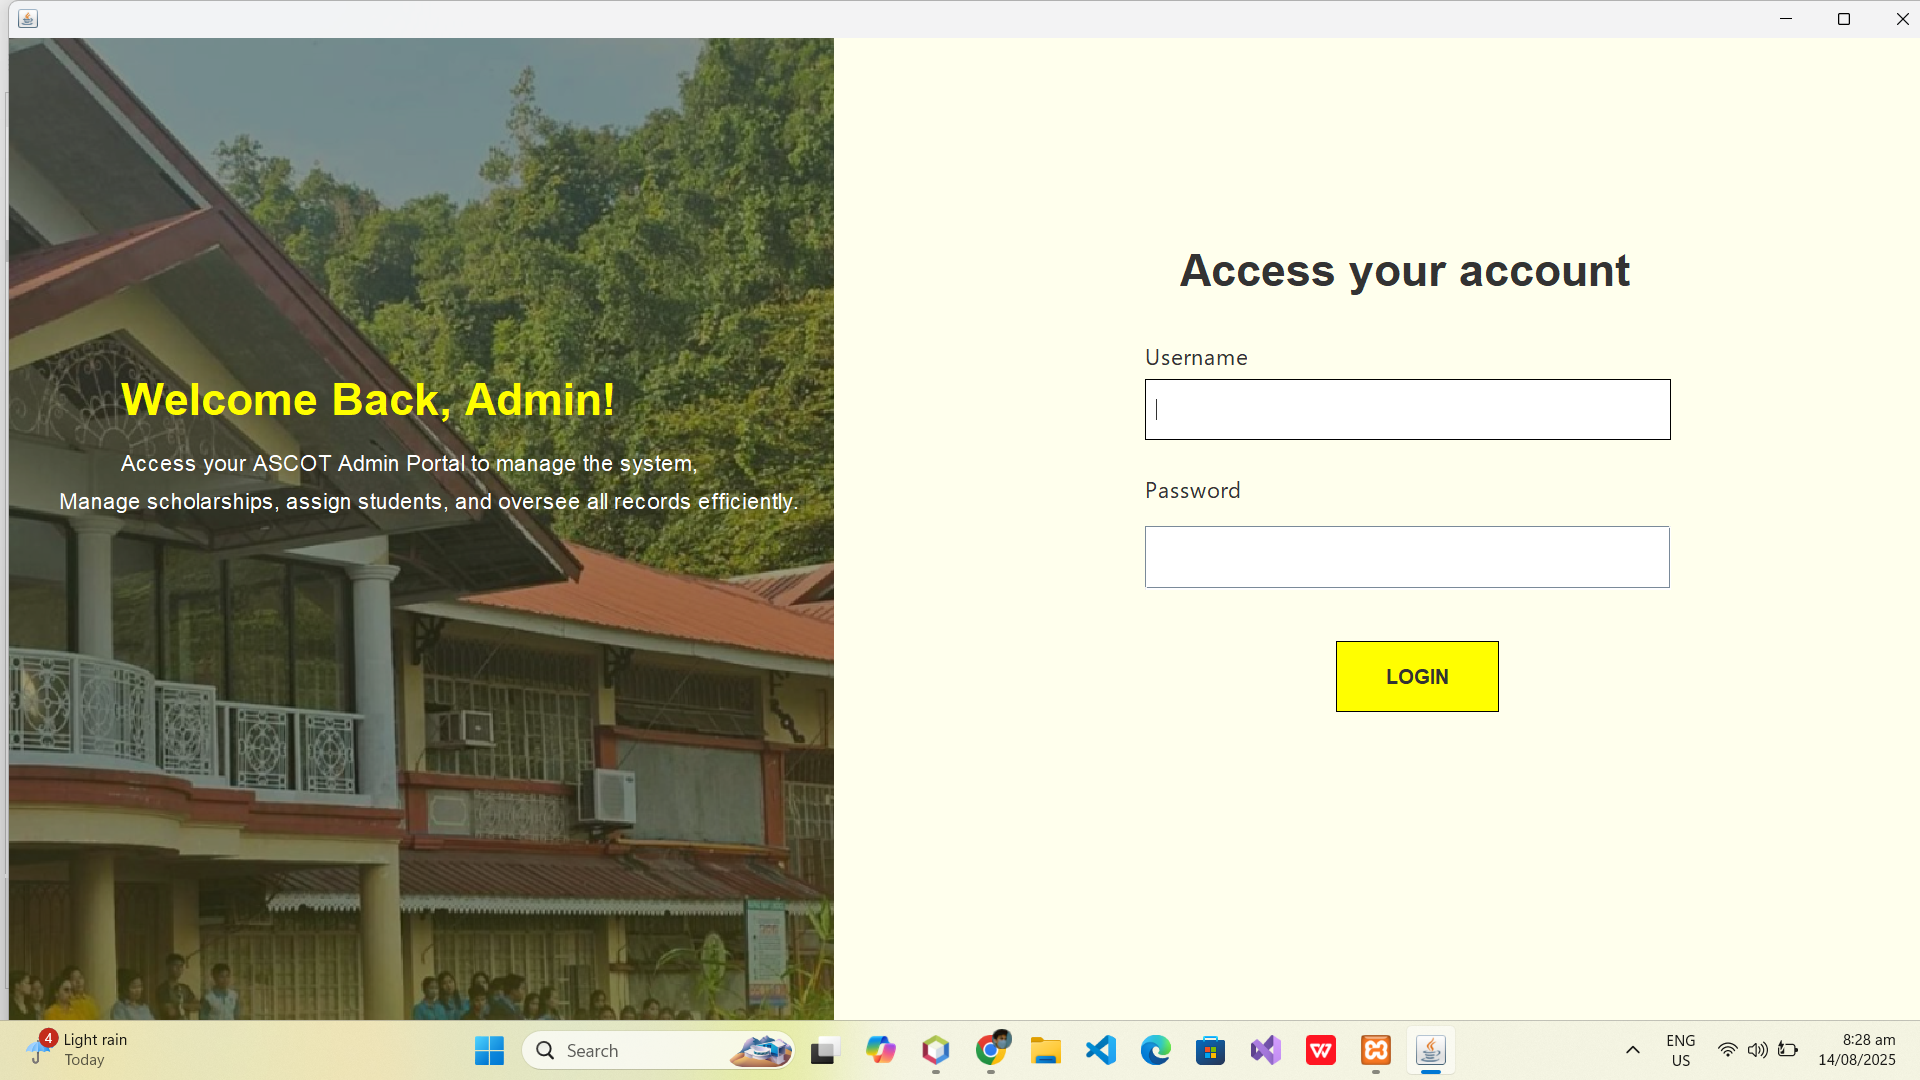 Welcome Back, Admin!
Access your ASCOT Admin Portal to manage the system,
Manage scholarships, assign students, and oversee all records efficiently.
Access your account
Username
Password
LOGIN
4
Light rain
Today
Search
ENG
US
8:28 am
14/08/2025